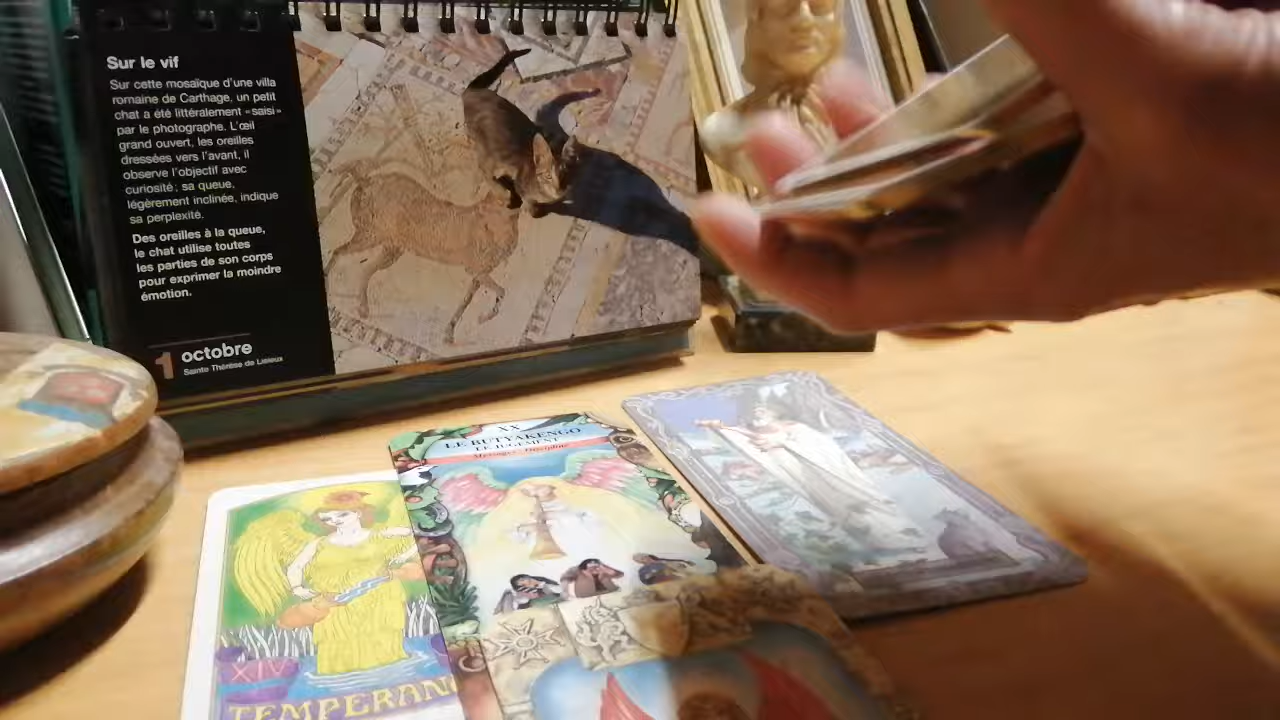 Sur le vif
Sur cette mosaïque d'une villa
romaine de Carthage, un petit
chat a été littéralement «saisi»
par le photographe. L'œil
grand ouvert, les oreilles
dressées vers l'avant, il
observe l'objectif avec
curiosité ; sa queue,
légèrement inclinée, indique
sa perplexité.
Des oreilles à la queue,
le chat utilise toutes
les parties de son corps
pour exprimer la moindre
émotion.
1 octobre
Sainte Thérèse de Lisieux
XX
LE BUTYAKENGO
LE JUGEMENT
Messager - Discipline
XIV
TEMPERAN